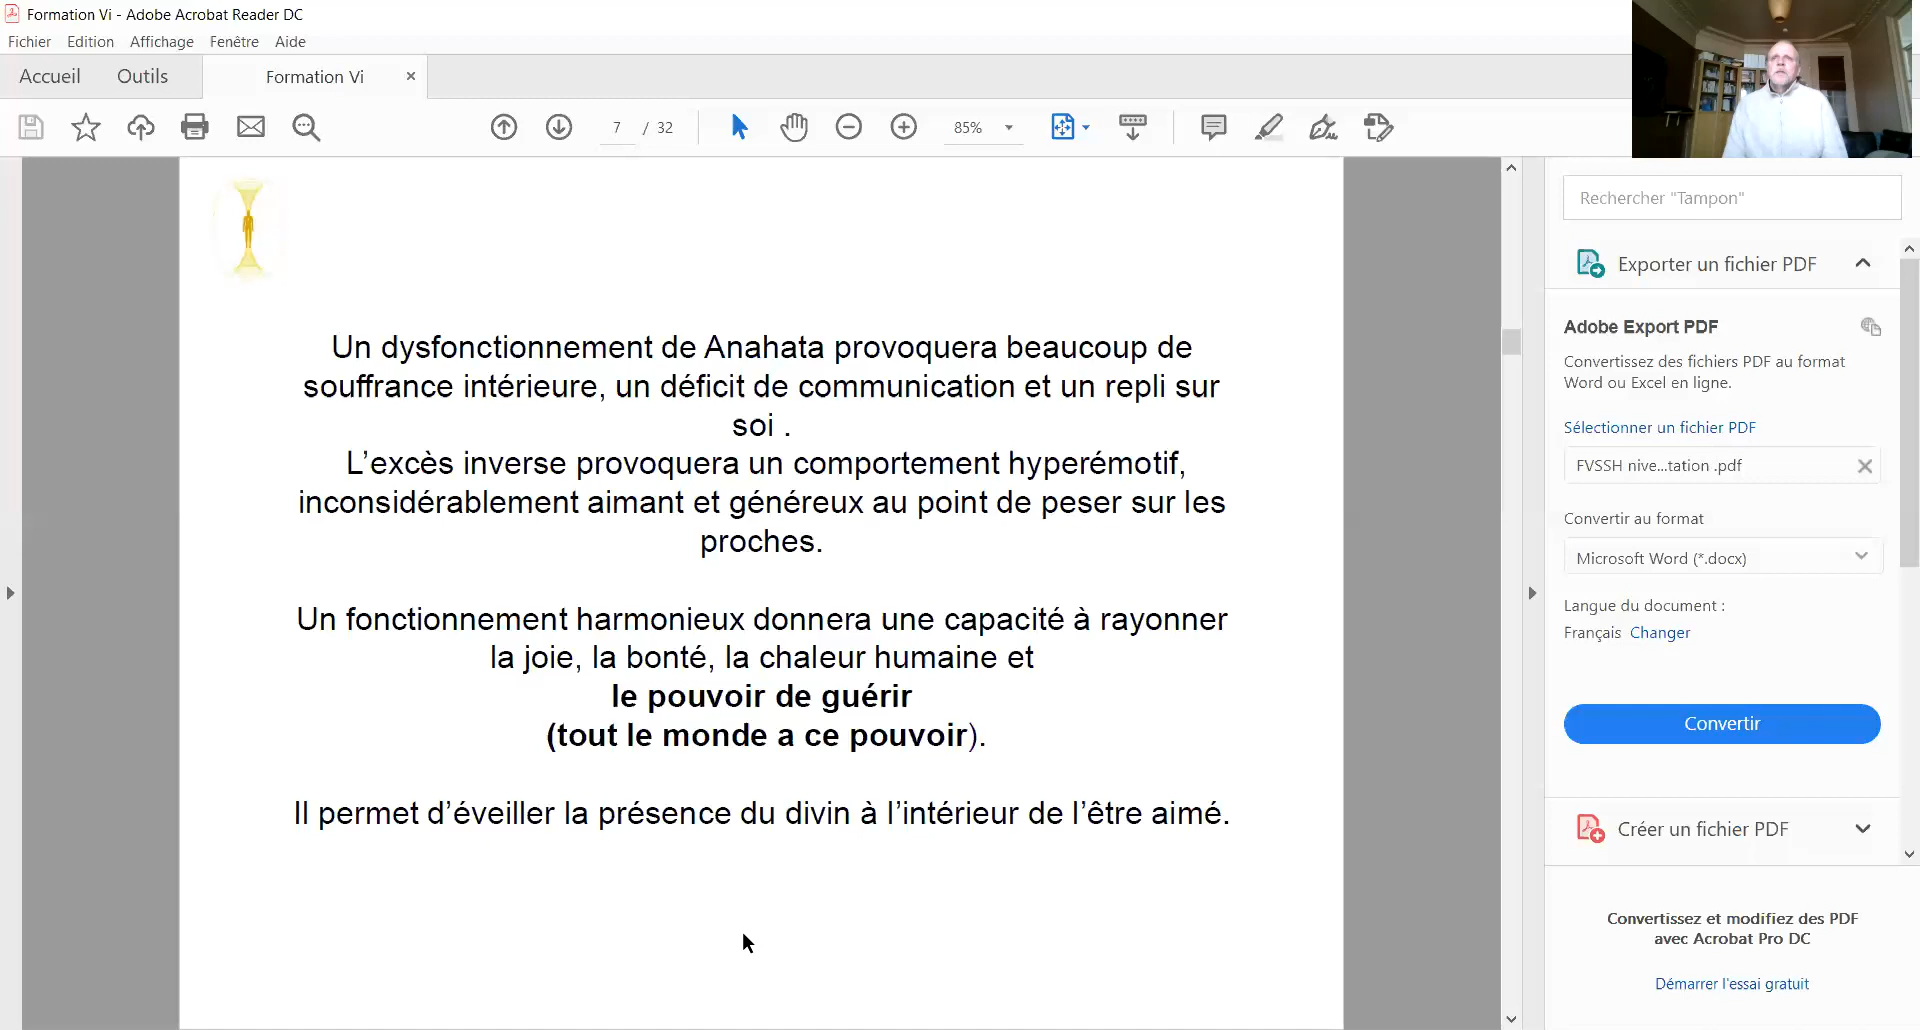 Formation Vi - Adobe Acrobat Reader DC
Fichier Edition Affichage Fenêtre Aide
Accueil Outils Formation Vi
7 / 32 85%
Rechercher "Tampon"
Exporter un fichier PDF
Adobe Export PDF
Convertissez des fichiers PDF au format
Word ou Excel en ligne.
Sélectionner un fichier PDF
FVSSH nive...tation .pdf
Convertir au format
Microsoft Word (*.docx)
Langue du document :
Français Changer
Convertir
Créer un fichier PDF
Convertissez et modifiez des PDF
avec Acrobat Pro DC
Démarrer l'essai gratuit
Un dysfonctionnement de Anahata provoquera beaucoup de
souffrance intérieure, un déficit de communication et un repli sur
soi .
L’excès inverse provoquera un comportement hyperémotif,
inconsidérablement aimant et généreux au point de peser sur les
proches.
Un fonctionnement harmonieux donnera une capacité à rayonner
la joie, la bonté, la chaleur humaine et
le pouvoir de guérir
(tout le monde a ce pouvoir).
Il permet d’éveiller la présence du divin à l’intérieur de l’être aimé.